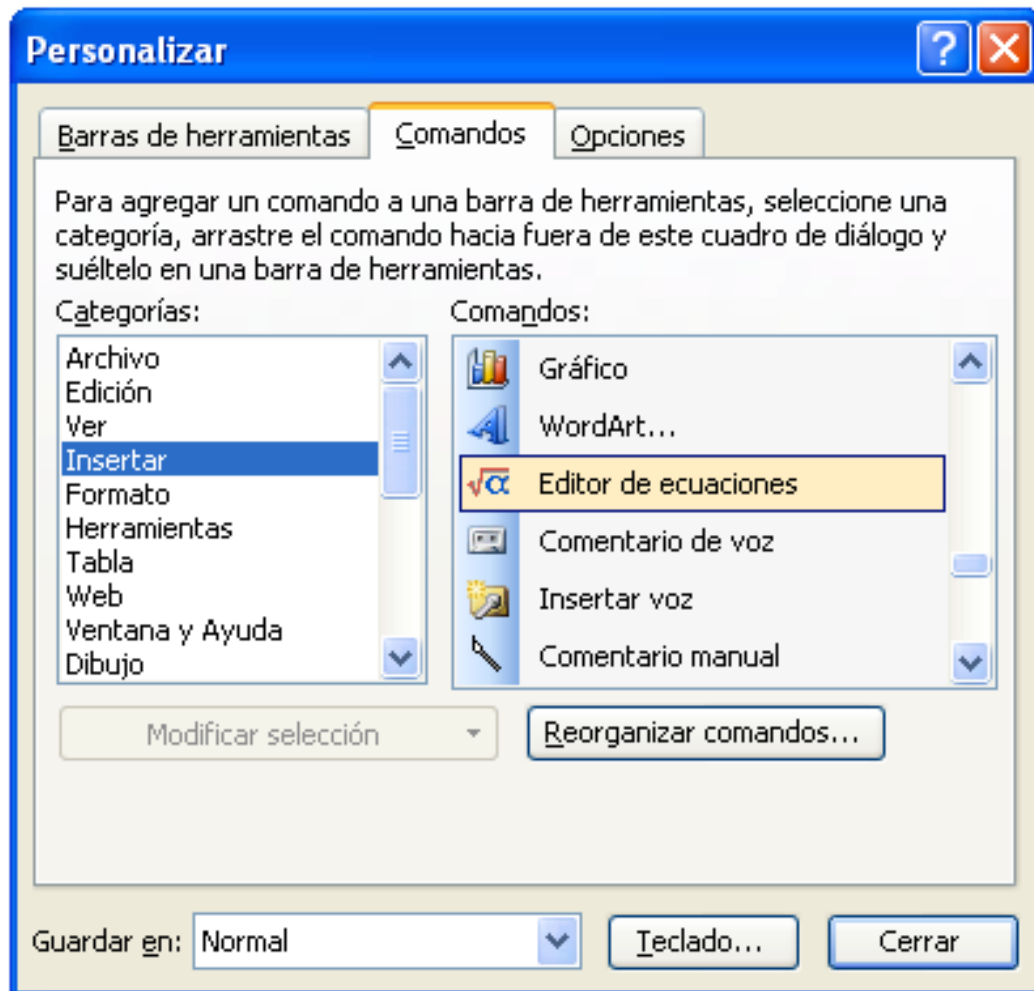 Personalizar
Barras de herramientas
Comandos
Opciones
Para agregar un comando a una barra de herramientas, seleccione una
categoría, arrastre el comando hacia fuera de este cuadro de diálogo y
suéltelo en una barra de herramientas.
Categorías:
Archivo
Edición
Ver
Insertar
Formato
Herramientas
Tabla
Web
Ventana y Ayuda
Dibujo
Comandos:
Gráfico
WordArt...
√α Editor de ecuaciones
Comentario de voz
Insertar voz
Comentario manual
Modificar selección
Reorganizar comandos...
Guardar en: Normal
Teclado...
Cerrar